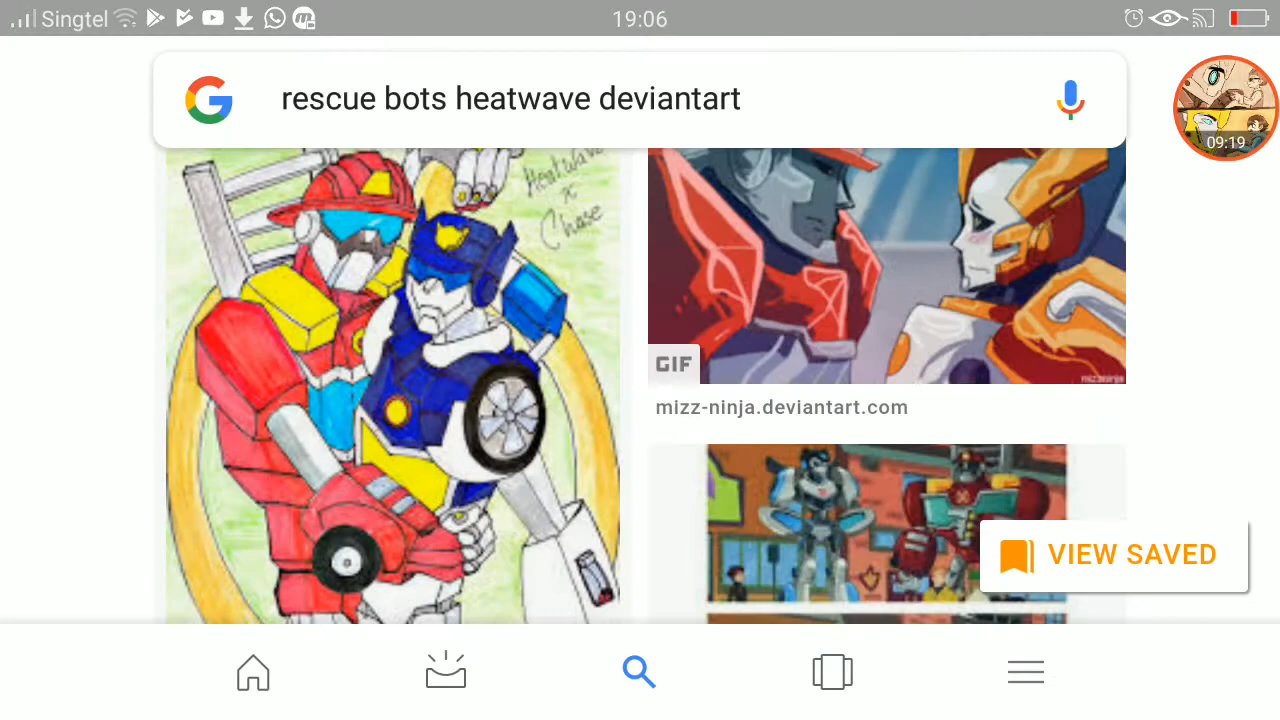 Singtel
19:06
rescue bots heatwave deviantart
09:19
Heatwave
x
Chase
GIF
mizz-ninja.deviantart.com
VIEW SAVED